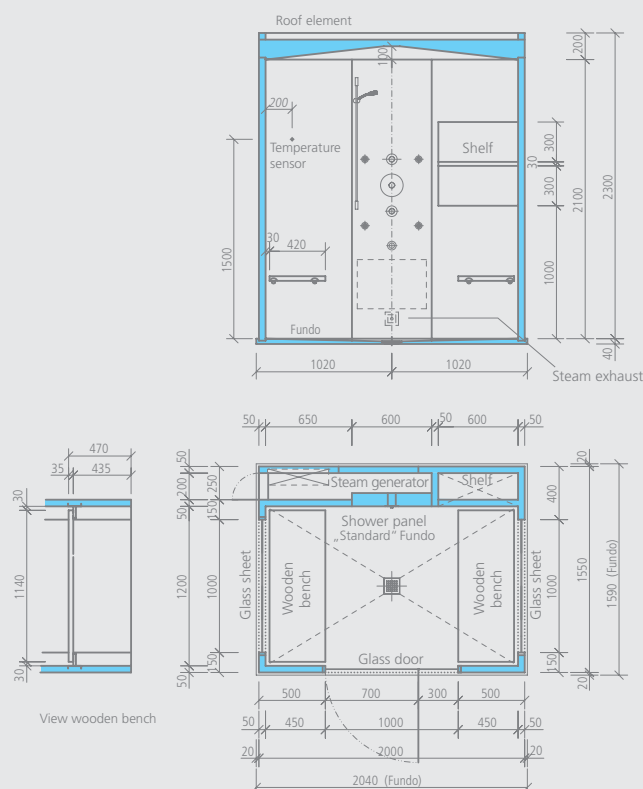 Roof element
200
100
200
Temperature
sensor
Shelf
300
30
300
2100
2300
1500
30
420
1000
Fundo
40
1020
1020
Steam exhaust
50
650
600
50
600
50
20
470
35
435
50
200
250
50
150
Steam generator
Shelf
400
30
1140
30
1200
1000
150
50
Glass sheet
Wooden
bench
Shower panel
„Standard“ Fundo
Wooden
bench
Glass sheet
1000
1550
1590 (Fundo)
Glass door
150
20
View wooden bench
500
700
300
500
50
450
1000
450
50
20
2000
20
2040 (Fundo)